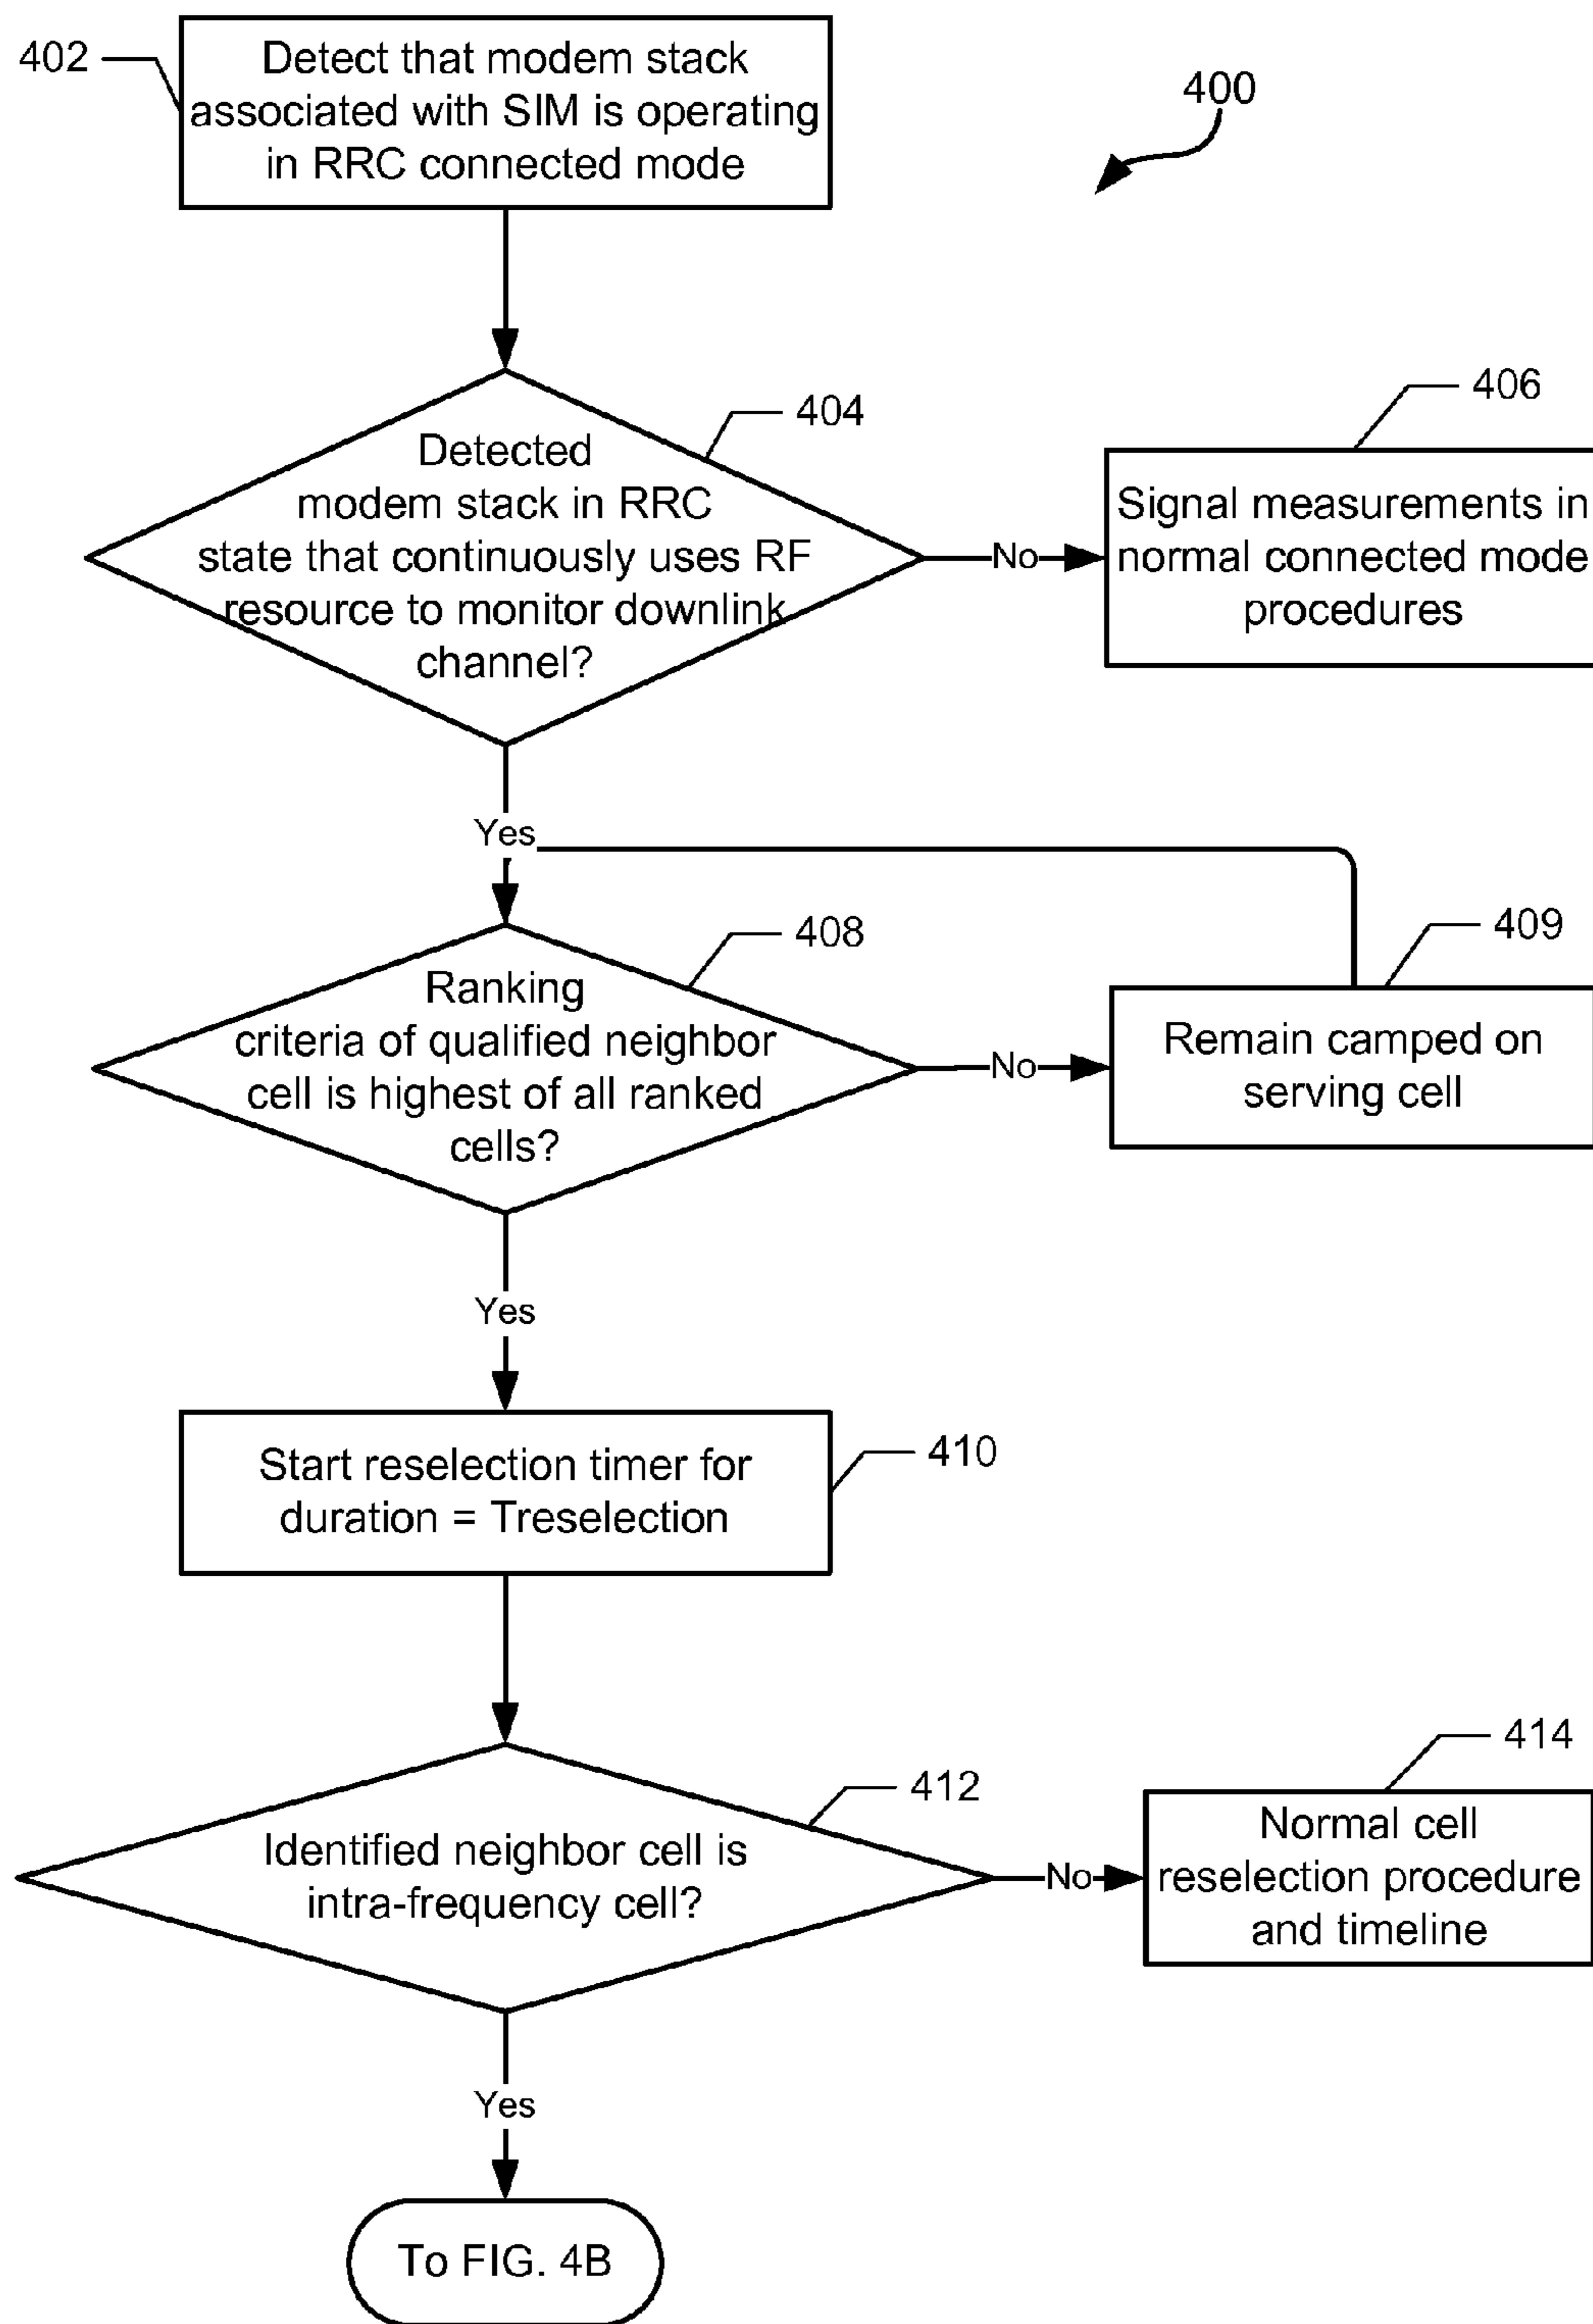 402
Detect that modem stack
associated with SIM is operating
in RRC connected mode
400
404
Detected
modem stack in RRC
state that continuously uses RF
resource to monitor downlink
channel?
No
406
Signal measurements in
normal connected mode
procedures
Yes
408
Ranking
criteria of qualified neighbor
cell is highest of all ranked
cells?
No
409
Remain camped on
serving cell
Yes
Start reselection timer for
duration = Treselection
410
412
Identified neighbor cell is
intra-frequency cell?
No
414
Normal cell
reselection procedure
and timeline
Yes
To FIG. 4B